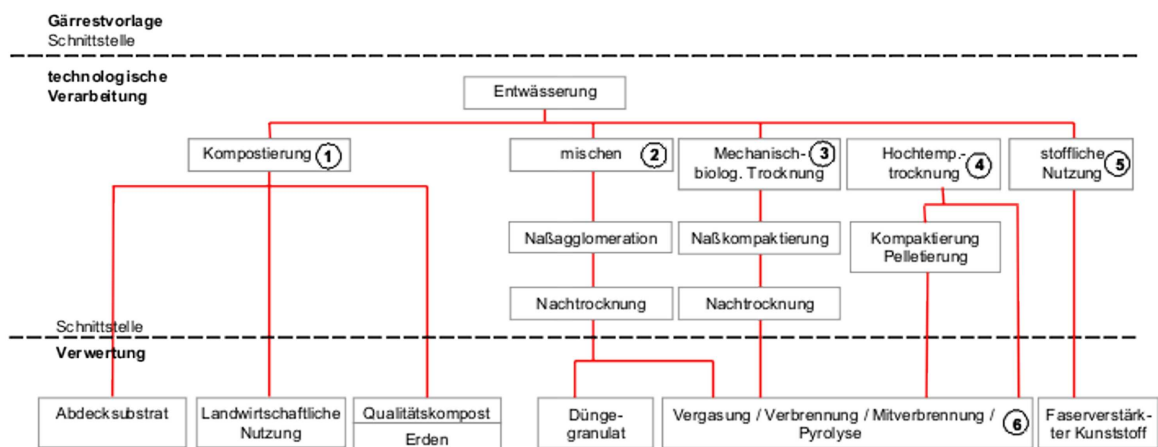 Gärrestvorlage
Schnittstelle
technologische
Verarbeitung
Entwässerung
Kompostierung 1
mischen 2
Mechanisch- 3
biolog. Trocknung
Hochtemp.- 4
trocknung
stoffliche 5
Nutzung
Naßagglomeration
Naßkompaktierung
Kompaktierung
Pelletierung
Nachtrocknung
Nachtrocknung
Schnittstelle
Verwertung
Abdecksubstrat
Landwirtschaftliche
Nutzung
Qualitätskompost
Erden
Dünge-
granulat
Vergasung / Verbrennung / Mitverbrennung / 6
Pyrolyse
Faserverstärk-
ter Kunststoff